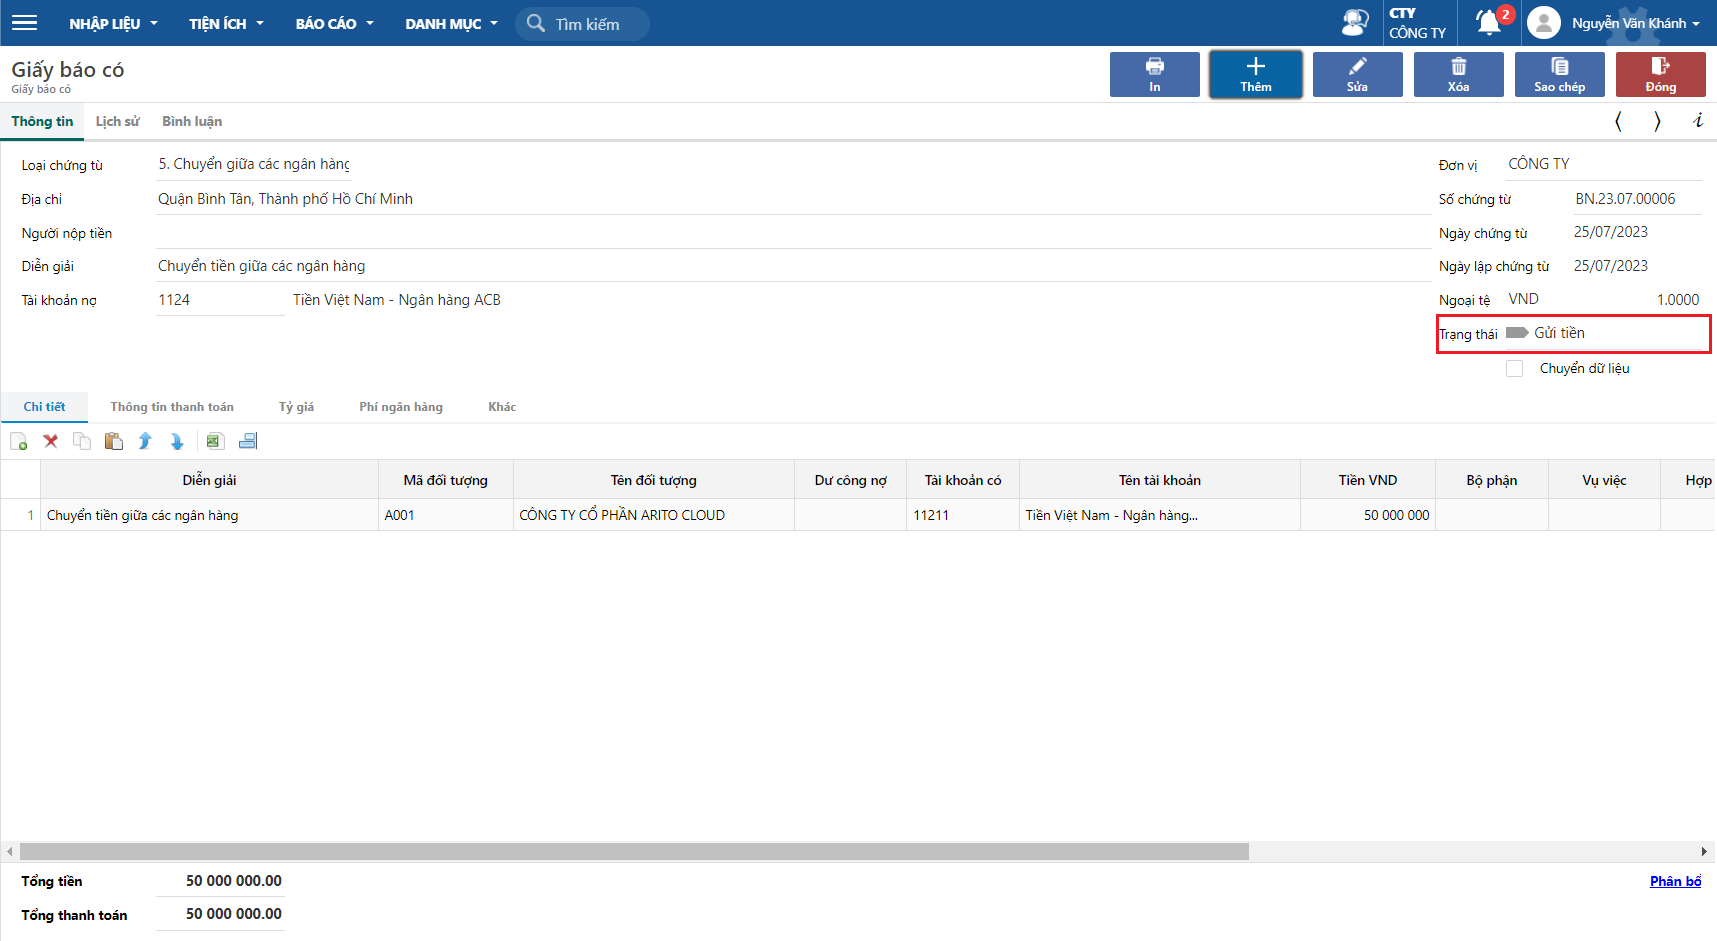 NHẬP LIỆU TIỆN ÍCH BÁO CÁO DANH MỤC Tìm kiếm CTY CÔNG TY 2 Nguyễn Văn Khánh
Giấy báo có
Giấy báo có
In Thêm Sửa Xóa Sao chép Đóng
Thông tin Lịch sử Bình luận
Loại chứng từ 5. Chuyển giữa các ngân hàng Đơn vị CÔNG TY
Địa chỉ Quận Bình Tân, Thành phố Hồ Chí Minh Số chứng từ BN.23.07.00006
Người nộp tiền Ngày chứng từ 25/07/2023
Diễn giải Chuyển tiền giữa các ngân hàng Ngày lập chứng từ 25/07/2023
Tài khoản nợ 1124 Tiền Việt Nam - Ngân hàng ACB Ngoại tệ VND 1.0000
Trạng thái Gửi tiền
Chuyển dữ liệu
Chi tiết Thông tin thanh toán Tỷ giá Phí ngân hàng Khác
Diễn giải Mã đối tượng Tên đối tượng Dư công nợ Tài khoản có Tên tài khoản Tiền VND Bộ phận Vụ việc Hợp
1 Chuyển tiền giữa các ngân hàng A001 CÔNG TY CỔ PHẦN ARITO CLOUD 11211 Tiền Việt Nam - Ngân hàng... 50 000 000
Tổng tiền 50 000 000.00 Phân bổ
Tổng thanh toán 50 000 000.00